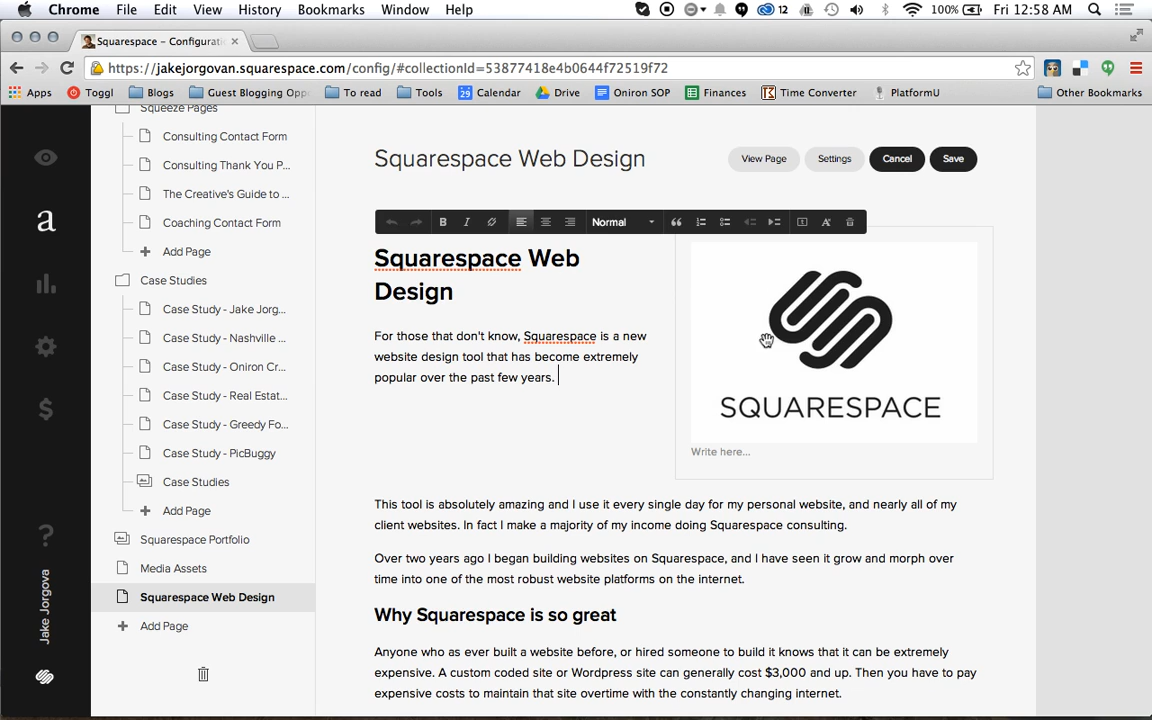 Chrome File Edit View History Bookmarks Window Help 12 100% Fri 12:58 AM
Squarespace – Configurati
https://jakejorgovan.squarespace.com/config/#collectionId=53877418e4b0644f72519f72
Apps Toggl Blogs Guest Blogging Oppo To read Tools 29 Calendar Drive Oniron SOP Finances Time Converter PlatformU Other Bookmarks
Squeeze Pages
Consulting Contact Form
Consulting Thank You P...
The Creative's Guide to ...
Coaching Contact Form
+ Add Page
Case Studies
Case Study - Jake Jorg...
Case Study - Nashville ...
Case Study - Oniron Cr...
Case Study - Real Estat...
Case Study - Greedy Fo...
Case Study - PicBuggy
Case Studies
+ Add Page
Squarespace Portfolio
Media Assets
Squarespace Web Design
+ Add Page
a
$
?
Jake Jorgova
Squarespace Web Design
View Page Settings Cancel Save
B I Normal
Squarespace Web
Design
For those that don't know, Squarespace is a new
website design tool that has become extremely
popular over the past few years.
SQUARESPACE
Write here...
This tool is absolutely amazing and I use it every single day for my personal website, and nearly all of my
client websites. In fact I make a majority of my income doing Squarespace consulting.
Over two years ago I began building websites on Squarespace, and I have seen it grow and morph over
time into one of the most robust website platforms on the internet.
Why Squarespace is so great
Anyone who as ever built a website before, or hired someone to build it knows that it can be extremely
expensive. A custom coded site or Wordpress site can generally cost $3,000 and up. Then you have to pay
expensive costs to maintain that site overtime with the constantly changing internet.